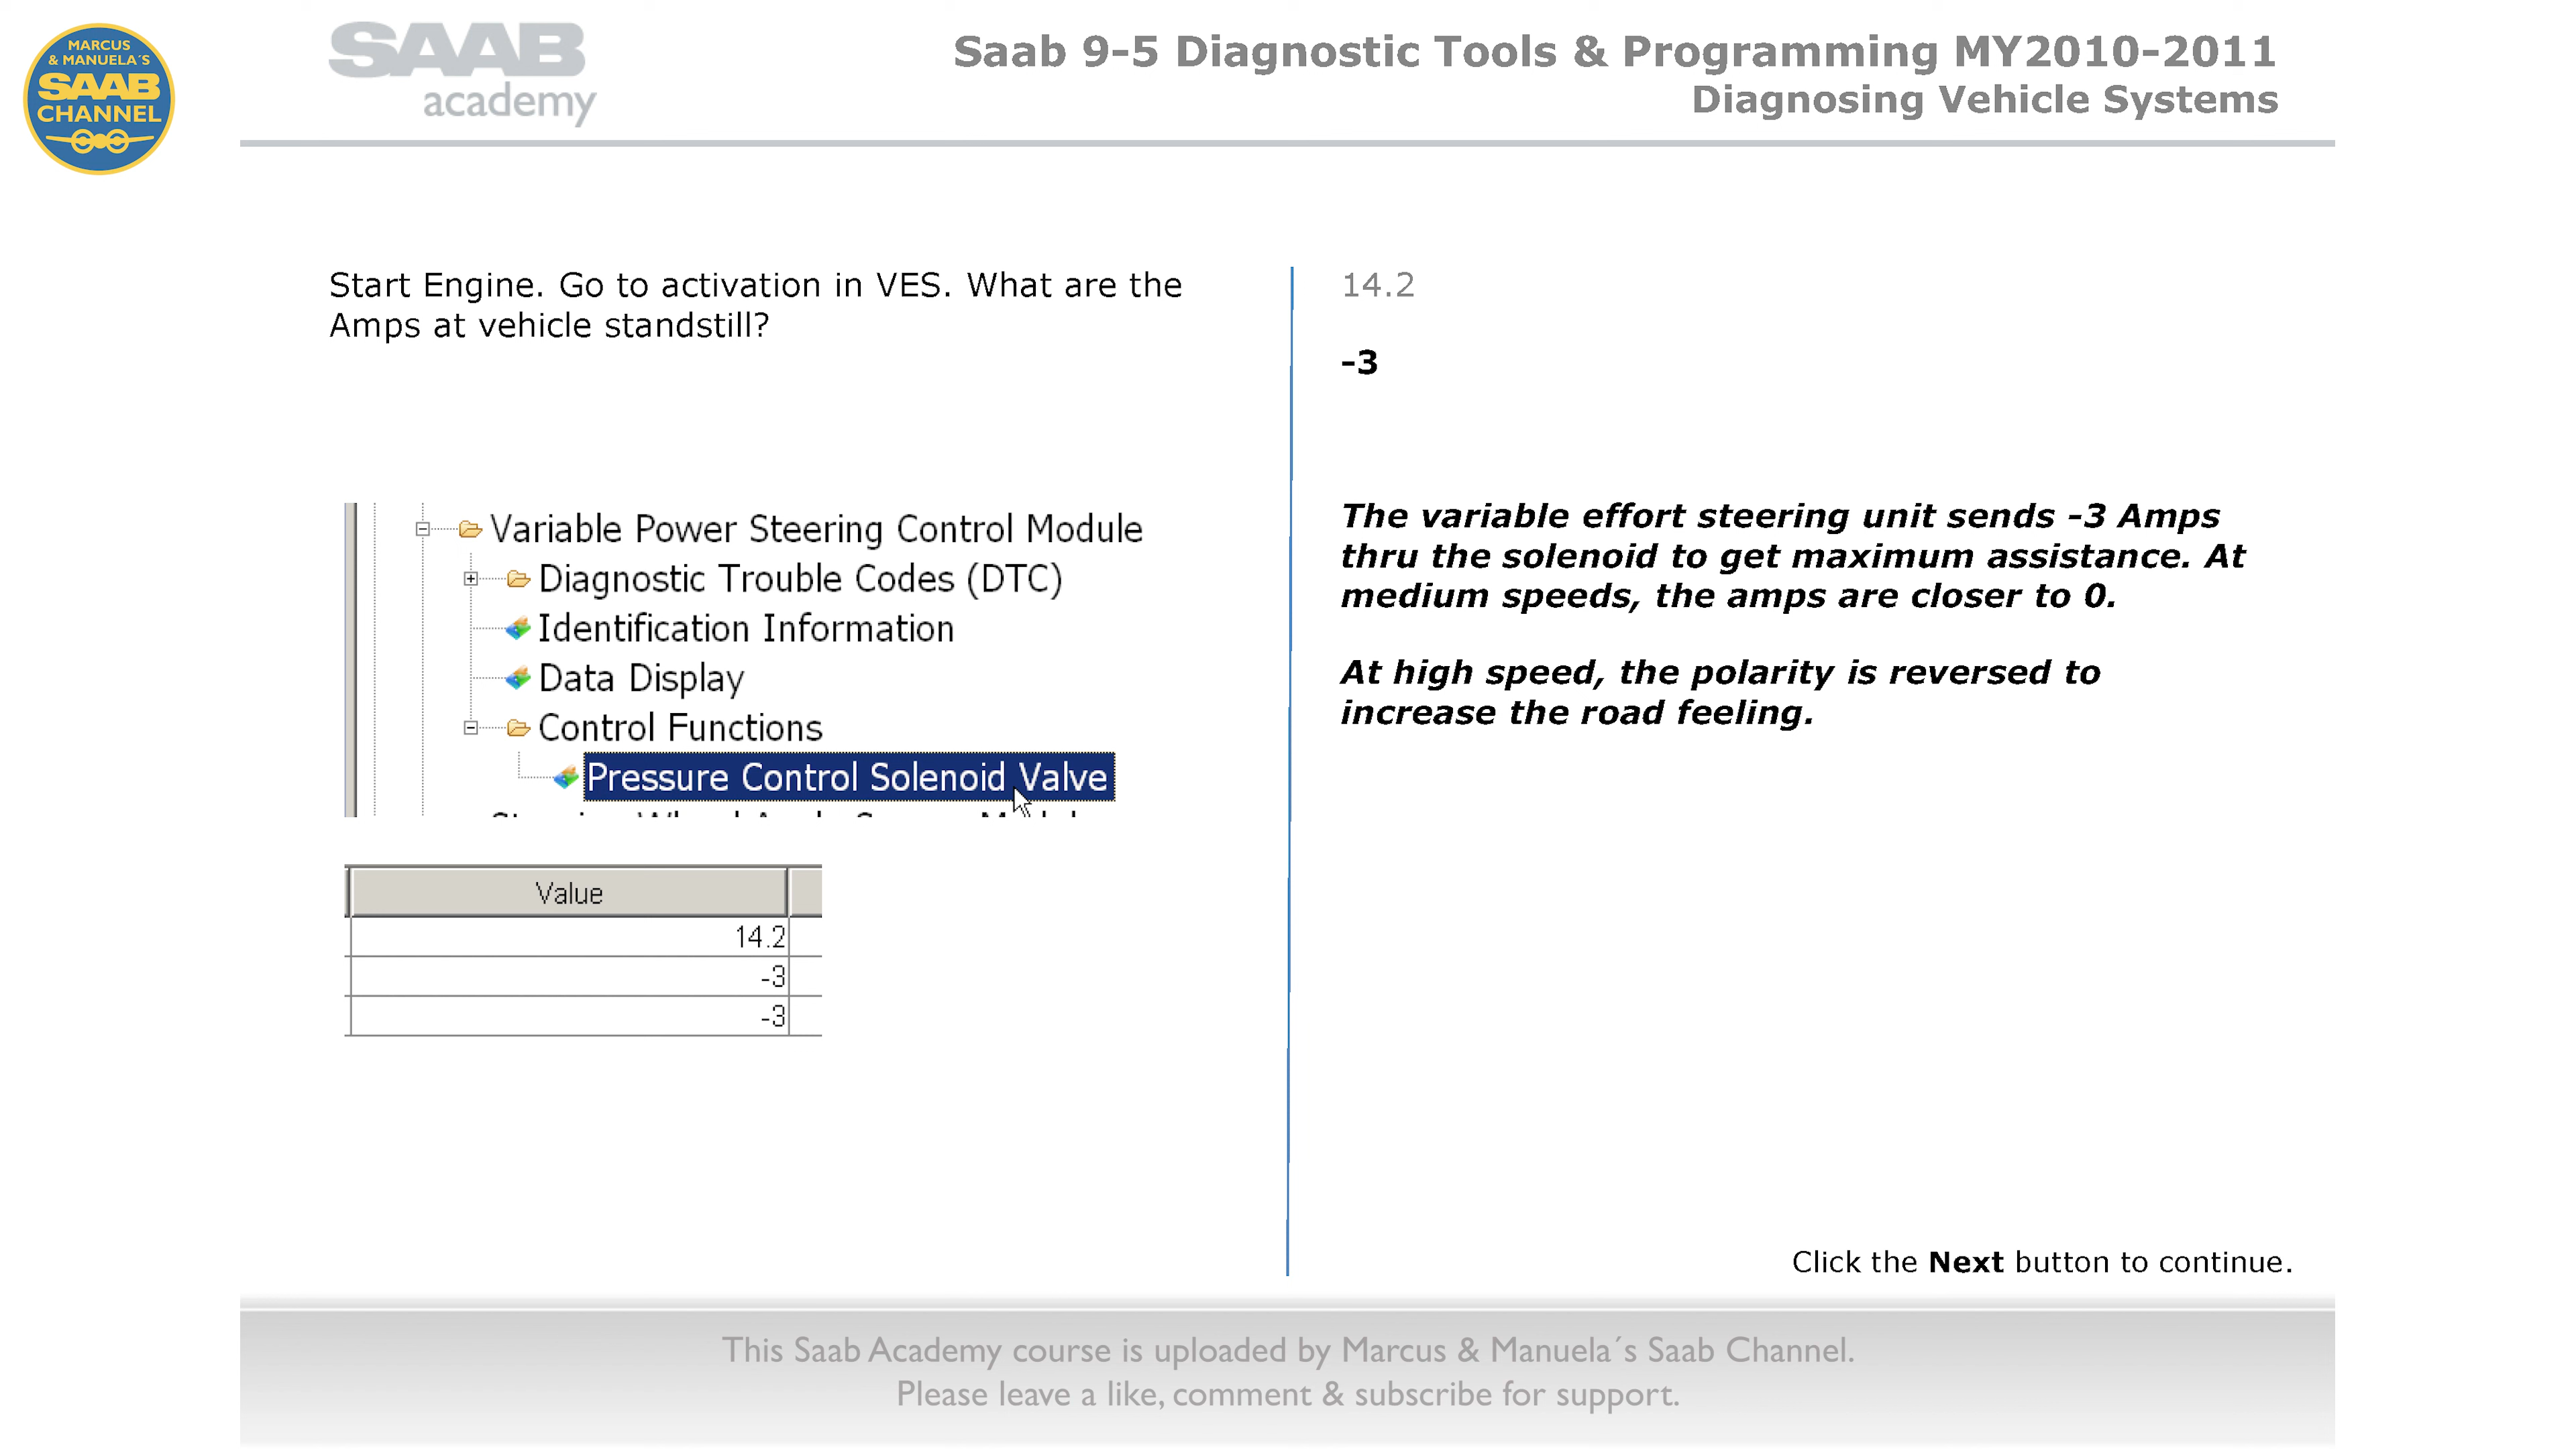 MARCUS
& MANUELA´S
SAAB
CHANNEL
SAAB
academy
Saab 9-5 Diagnostic Tools & Programming MY2010-2011
Diagnosing Vehicle Systems
Start Engine. Go to activation in VES. What are the
Amps at vehicle standstill?
Variable Power Steering Control Module
Diagnostic Trouble Codes (DTC)
Identification Information
Data Display
Control Functions
Pressure Control Solenoid Valve
Value
14.2
-3
-3
14.2
-3
The variable effort steering unit sends -3 Amps
thru the solenoid to get maximum assistance. At
medium speeds, the amps are closer to 0.
At high speed, the polarity is reversed to
increase the road feeling.
Click the Next button to continue.
This Saab Academy course is uploaded by Marcus & Manuela´s Saab Channel.
Please leave a like, comment & subscribe for support.